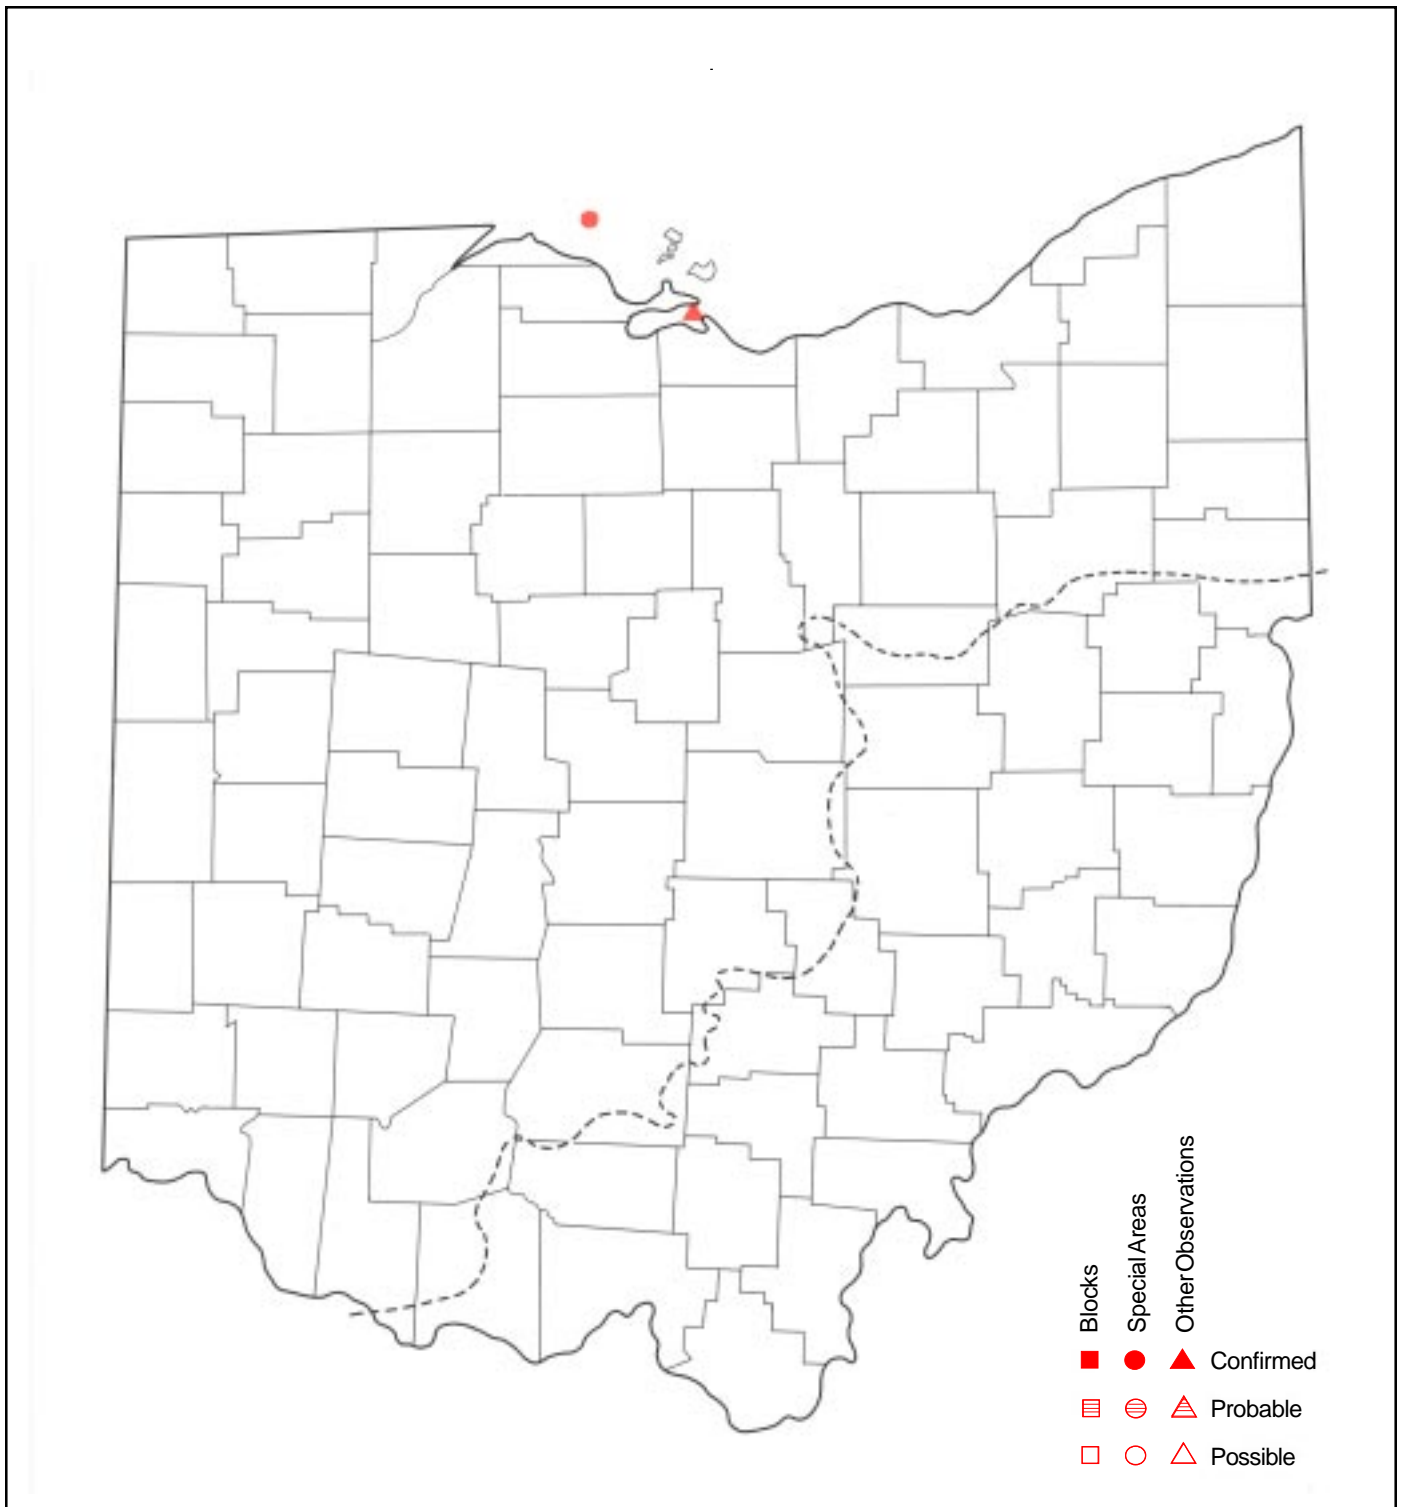 Blocks
Special Areas
Other Observations
Confirmed
Probable
Possible